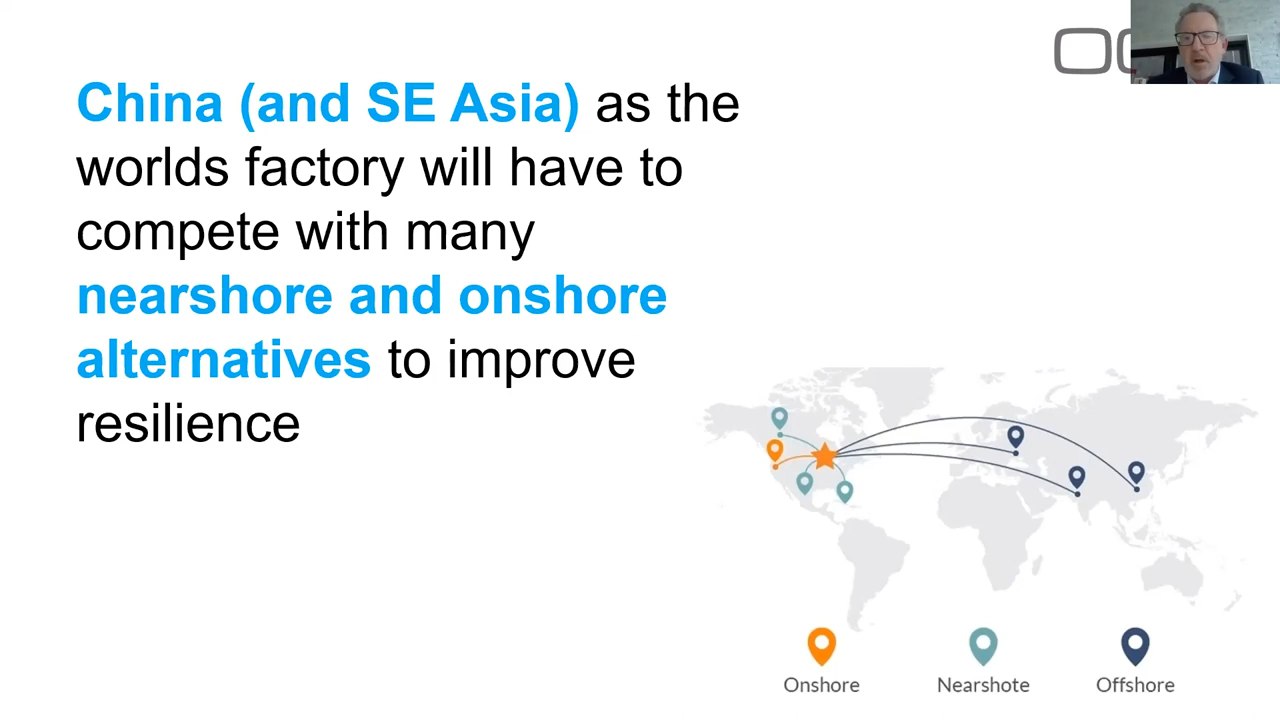 China (and SE Asia) as the
worlds factory will have to
compete with many
nearshore and onshore
alternatives to improve
resilience
Onshore
Nearshote
Offshore